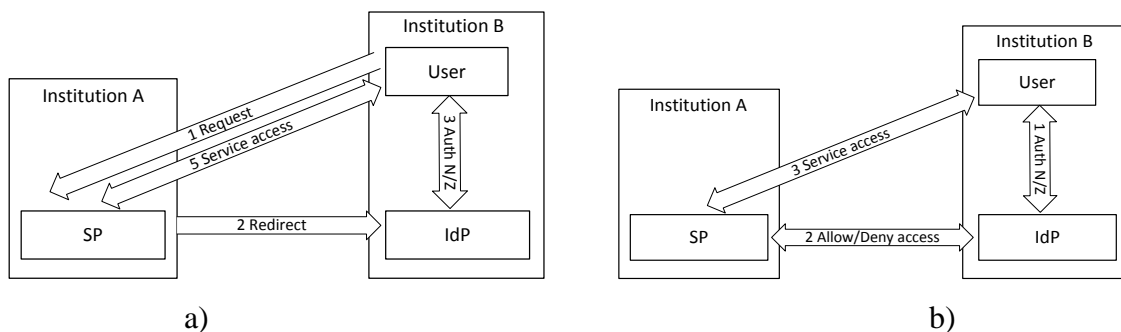 Institution B
User
Institution A
1 Request
5 Service access
3 Auth N/Z
SP
2 Redirect
IdP
a)
Institution B
User
Institution A
3 Service access
1 Auth N/Z
SP
2 Allow/Deny access
IdP
b)